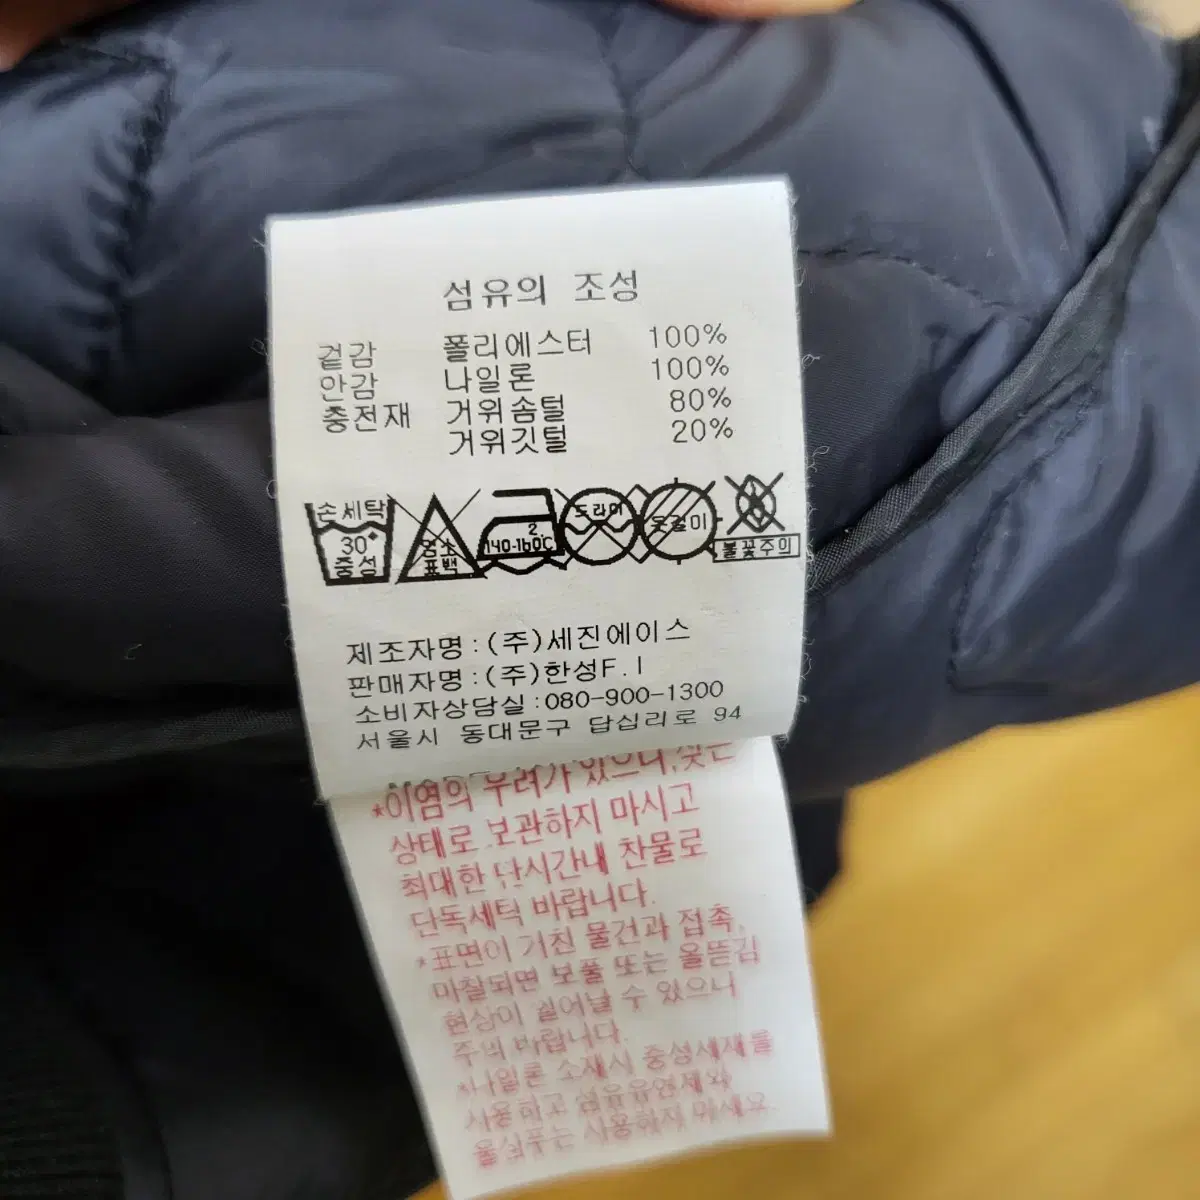 섬유의 조성
겉감 폴리에스터 100%
안감 나일론 100%
충전재 거위솜털 80%
거위깃털 20%
손세탁
30°
중성
염소
표백
2
140-160℃
드라이
옷걸이
불꽃주의
제조자명:(주)세진에이스
판매자명:(주)한성F.I
소비자상담실:080-900-1300
서울시 동대문구 답십리로 94
*이염의 우려가 있으니,젖은
상태로 보관하지 마시고
최대한 단시간내 찬물로
단독세탁 바랍니다.
*표면이 거친 물건과 접촉,
마찰되면 보풀 또는 올뜯김
현상이 일어날 수 있으니
주의 바랍니다.
*나일론 소재시 중성세제를
사용하고 섬유유연제와
울샴푸는 사용하지 마세요.